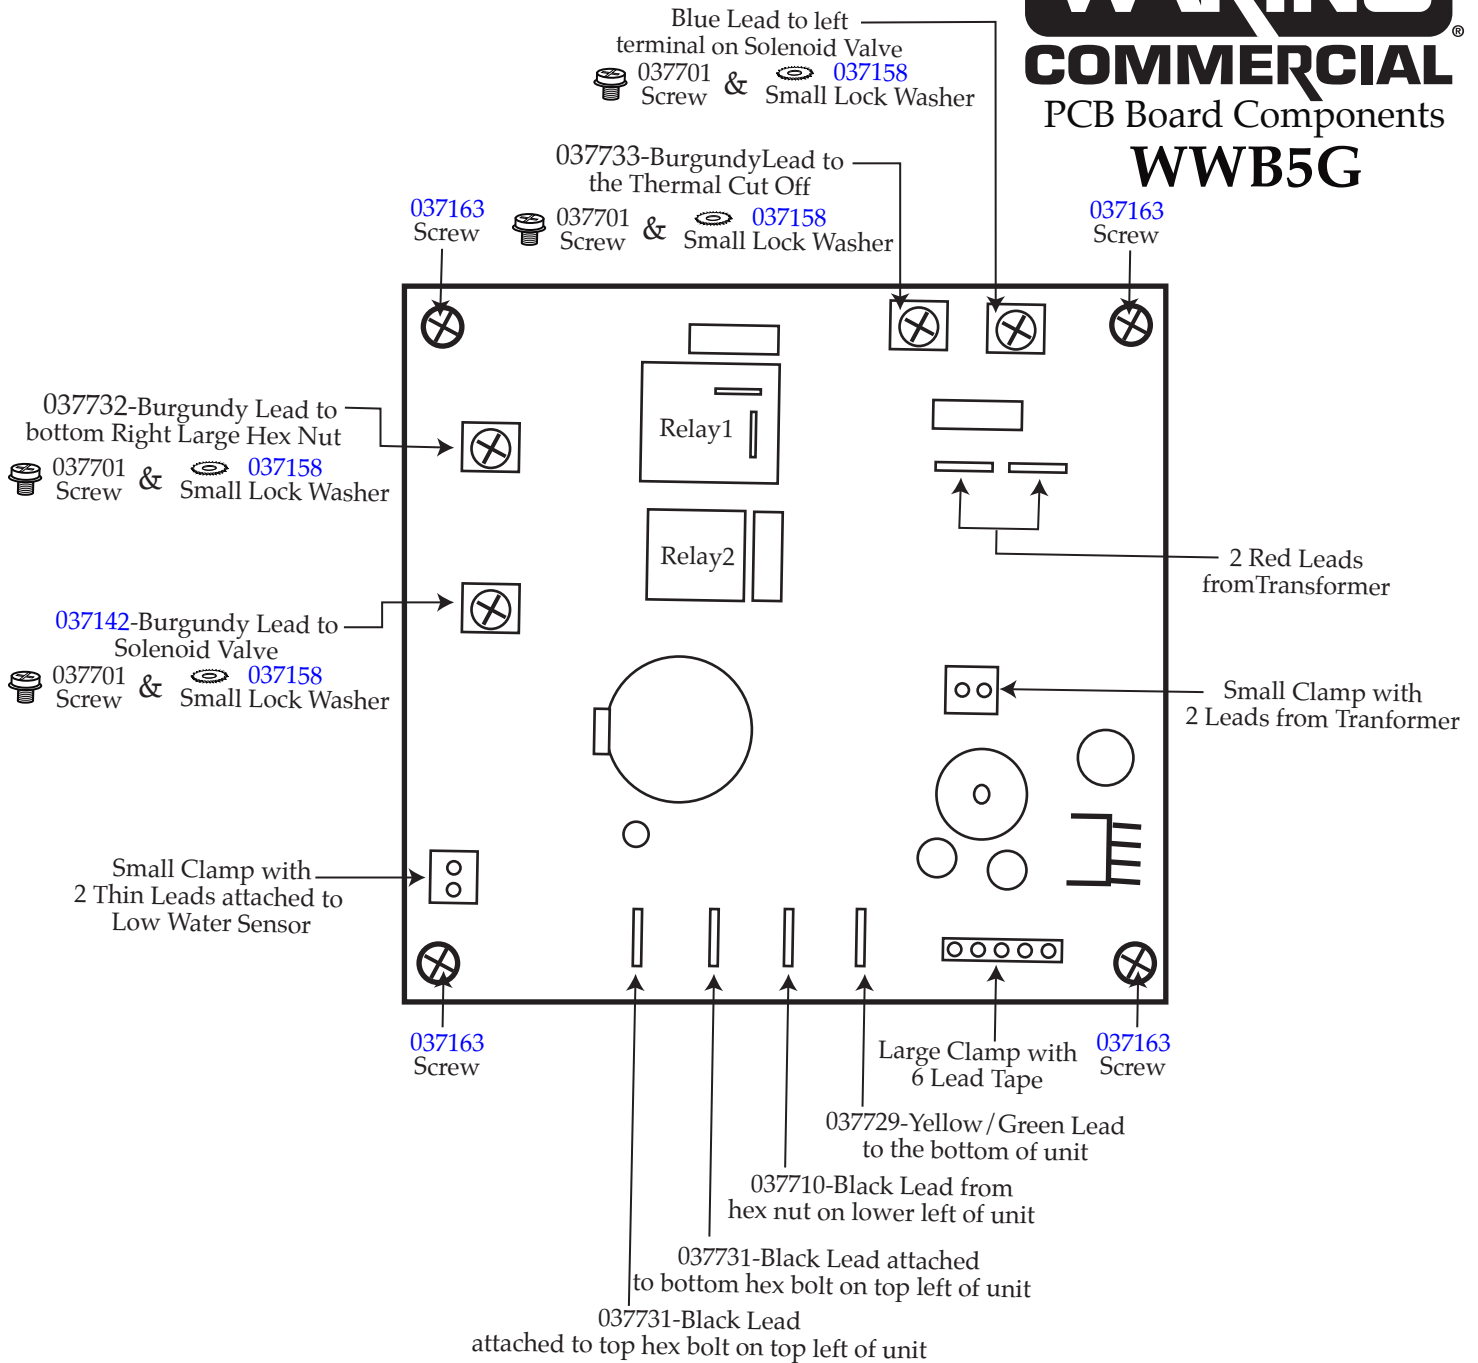 WARING
®
COMMERCIAL
PCB Board Components
WWB5G
Blue Lead to left
terminal on Solenoid Valve
037701 & 037158
Screw Small Lock Washer
037733-BurgundyLead to
the Thermal Cut Off
037701 & 037158
Screw Small Lock Washer
037163
Screw
037163
Screw
037732-Burgundy Lead to
bottom Right Large Hex Nut
037701 & 037158
Screw Small Lock Washer
Relay1
Relay2
2 Red Leads
fromTransformer
037142-Burgundy Lead to
Solenoid Valve
037701 & 037158
Screw Small Lock Washer
Small Clamp with
2 Leads from Tranformer
Small Clamp with
2 Thin Leads attached to
Low Water Sensor
037163
Screw
Large Clamp with
6 Lead Tape
037163
Screw
037729-Yellow/Green Lead
to the bottom of unit
037710-Black Lead from
hex nut on lower left of unit
037731-Black Lead attached
to bottom hex bolt on top left of unit
037731-Black Lead
attached to top hex bolt on top left of unit